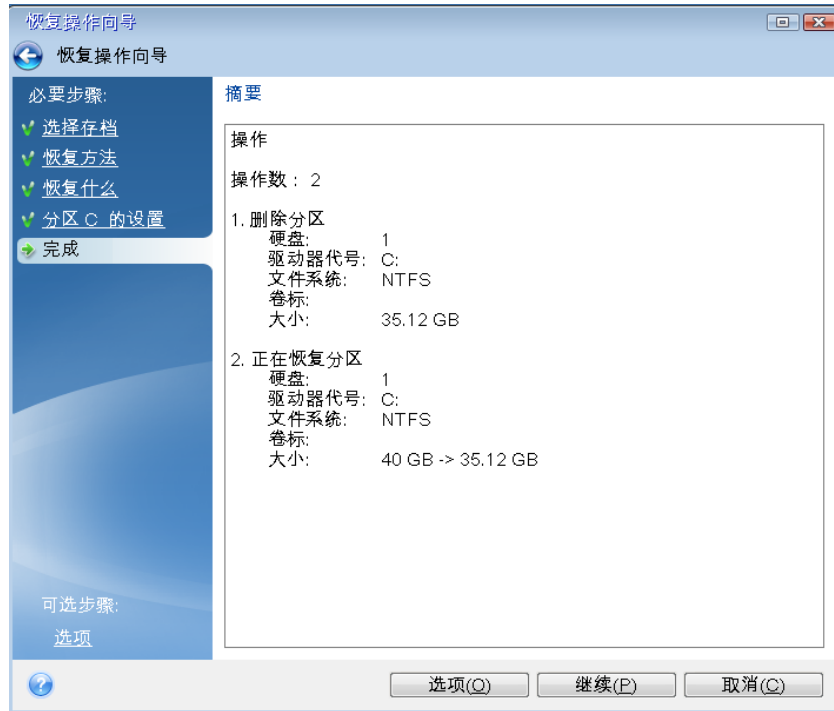 恢复操作向导
恢复操作向导
必要步骤:
选择存档
恢复方法
恢复什么
分区 C 的设置
完成
可选步骤:
选项
摘要
操作
操作数：2
1. 删除分区
硬盘: 1
驱动器代号: C:
文件系统: NTFS
卷标:
大小: 35.12 GB
2. 正在恢复分区
硬盘: 1
驱动器代号: C:
文件系统: NTFS
卷标:
大小: 40 GB -> 35.12 GB
选项(O)
继续(P)
取消(C)